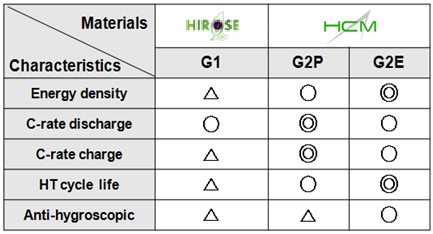 Materials
HIROSE
HCM
Characteristics
G1 G2P G2E
Energy density △ ○ ◎
C-rate discharge ○ ◎ ○
C-rate charge △ ◎ ○
HT cycle life △ ○ ◎
Anti-hygroscopic △ △ ○